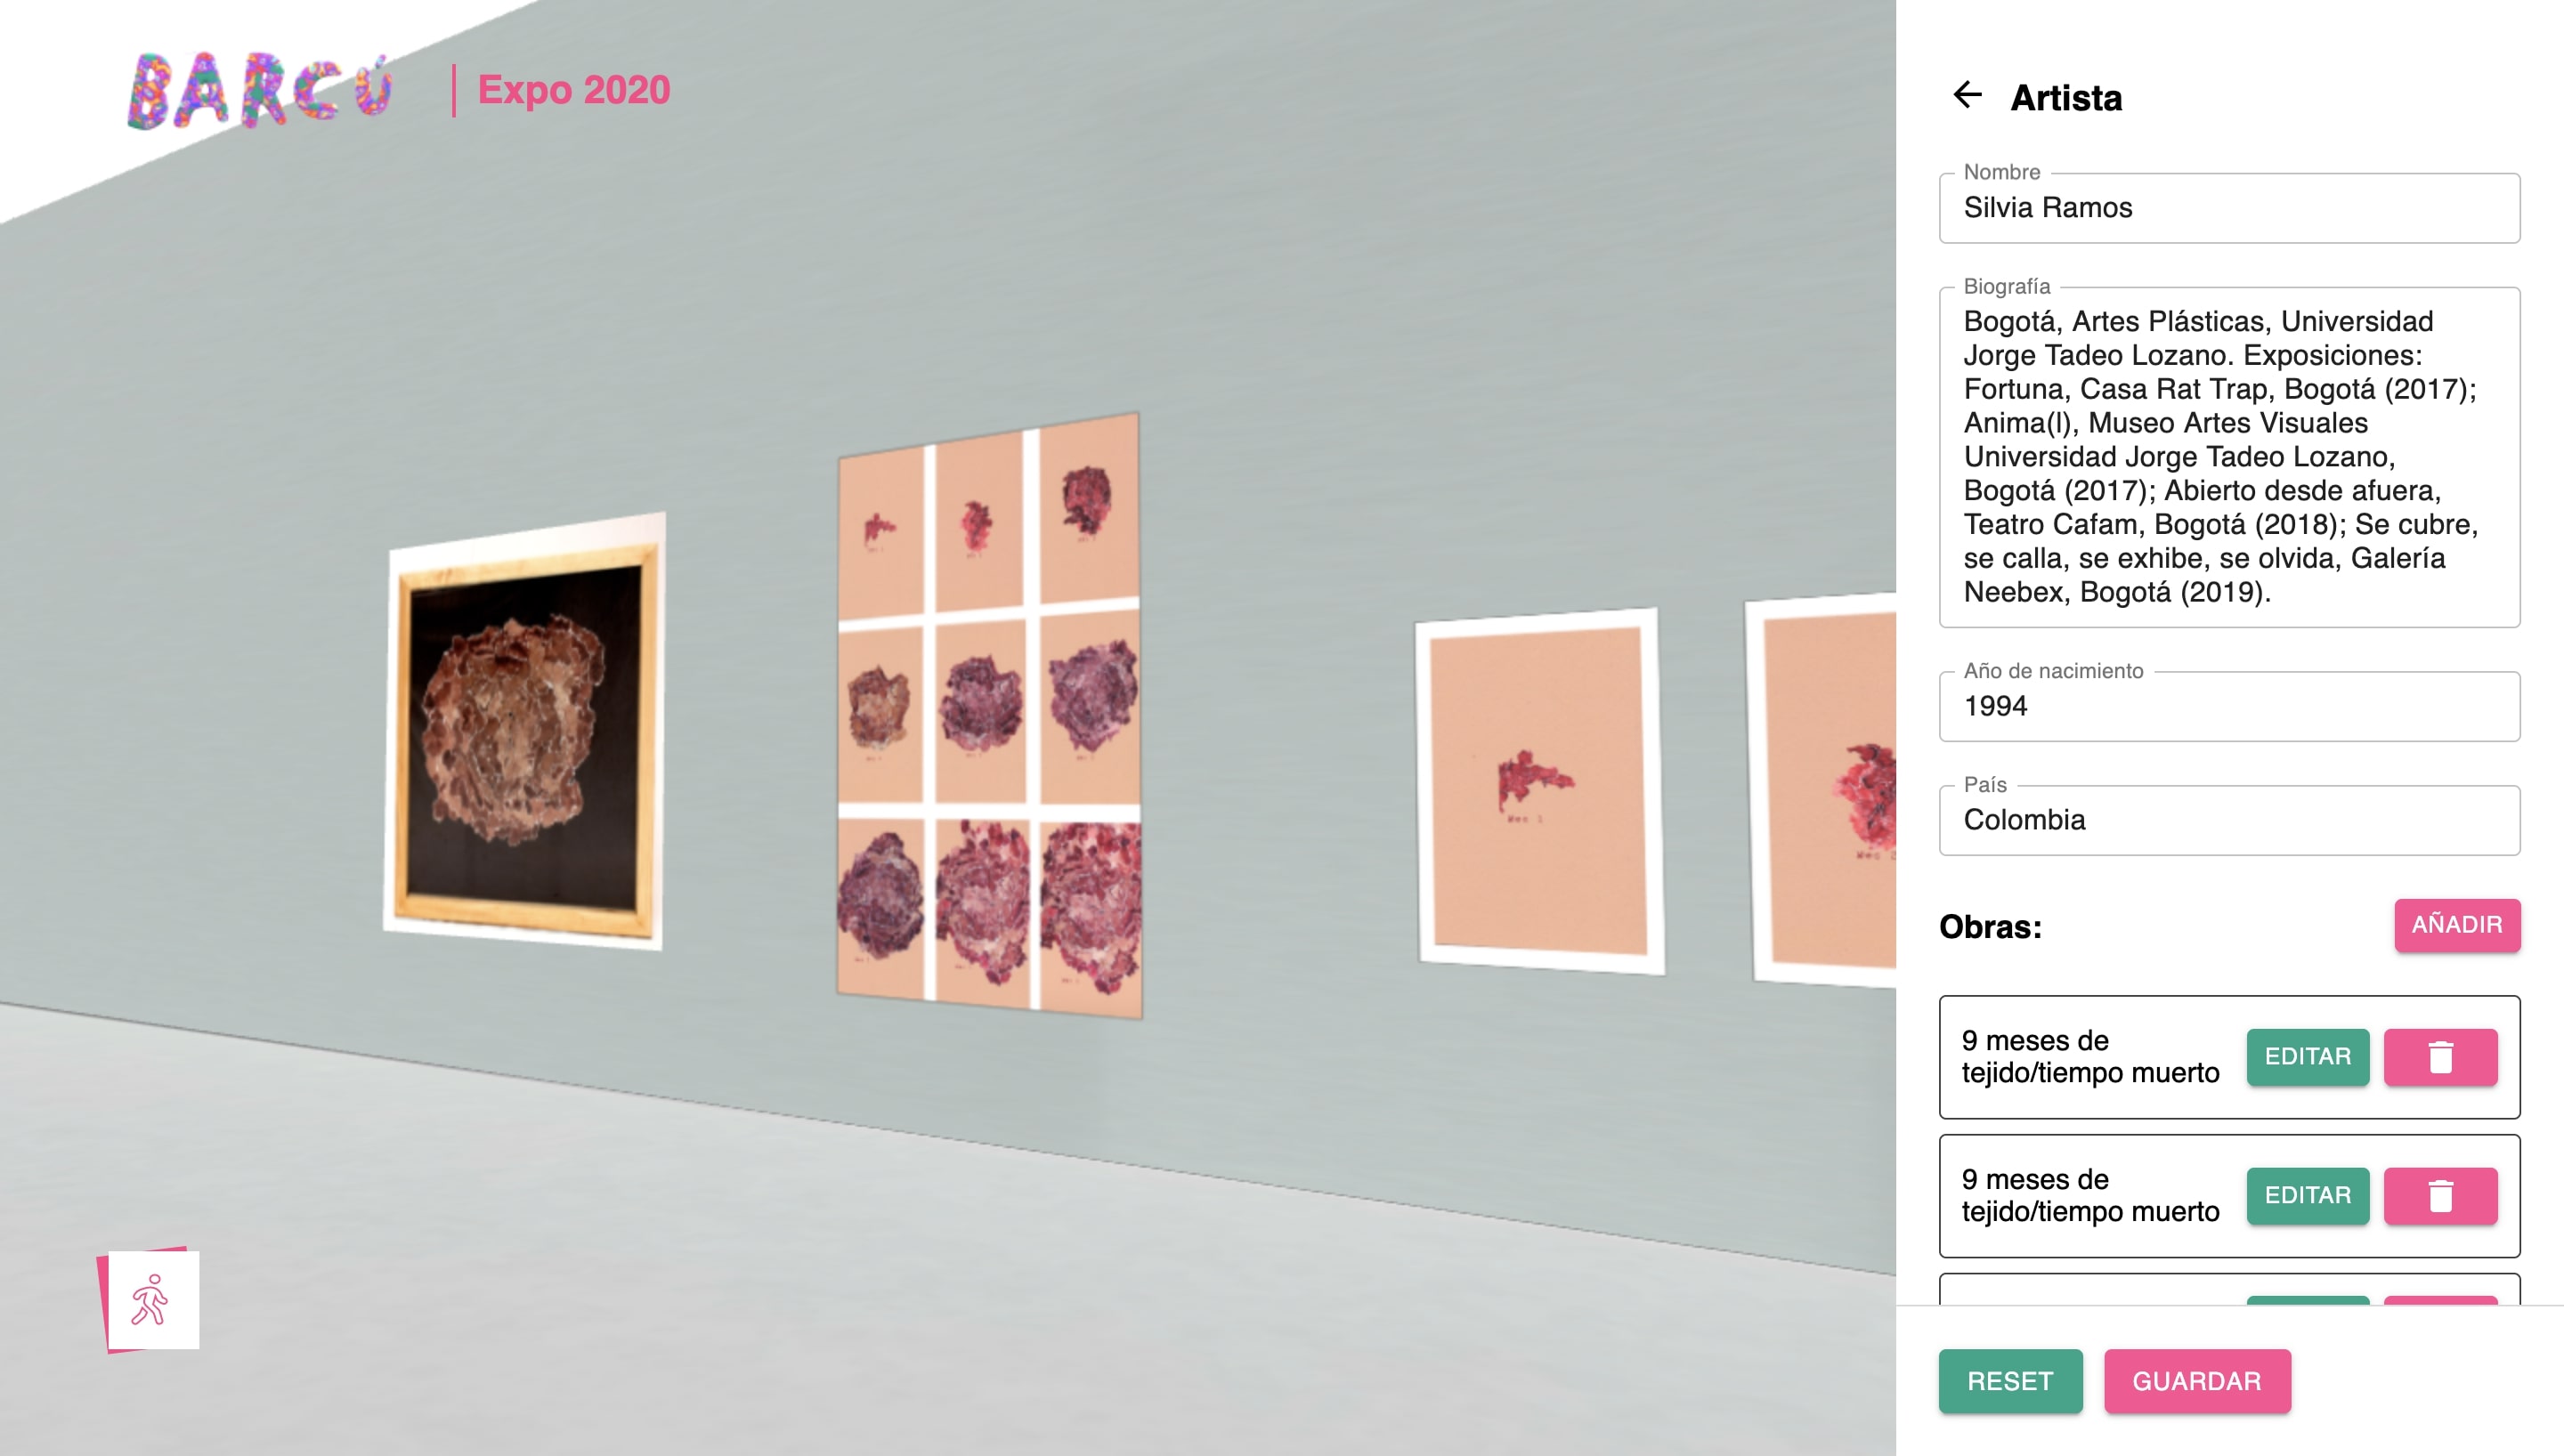 BARCÚ
Expo 2020
Mes 1
Artista
Nombre
Silvia Ramos
Biografía
Bogotá, Artes Plásticas, Universidad
Jorge Tadeo Lozano. Exposiciones:
Fortuna, Casa Rat Trap, Bogotá (2017);
Anima(l), Museo Artes Visuales
Universidad Jorge Tadeo Lozano,
Bogotá (2017); Abierto desde afuera,
Teatro Cafam, Bogotá (2018); Se cubre,
se calla, se exhibe, se olvida, Galería
Neebex, Bogotá (2019).
Año de nacimiento
1994
País
Colombia
Obras:
AÑADIR
9 meses de
tejido/tiempo muerto
EDITAR
9 meses de
tejido/tiempo muerto
EDITAR
RESET
GUARDAR